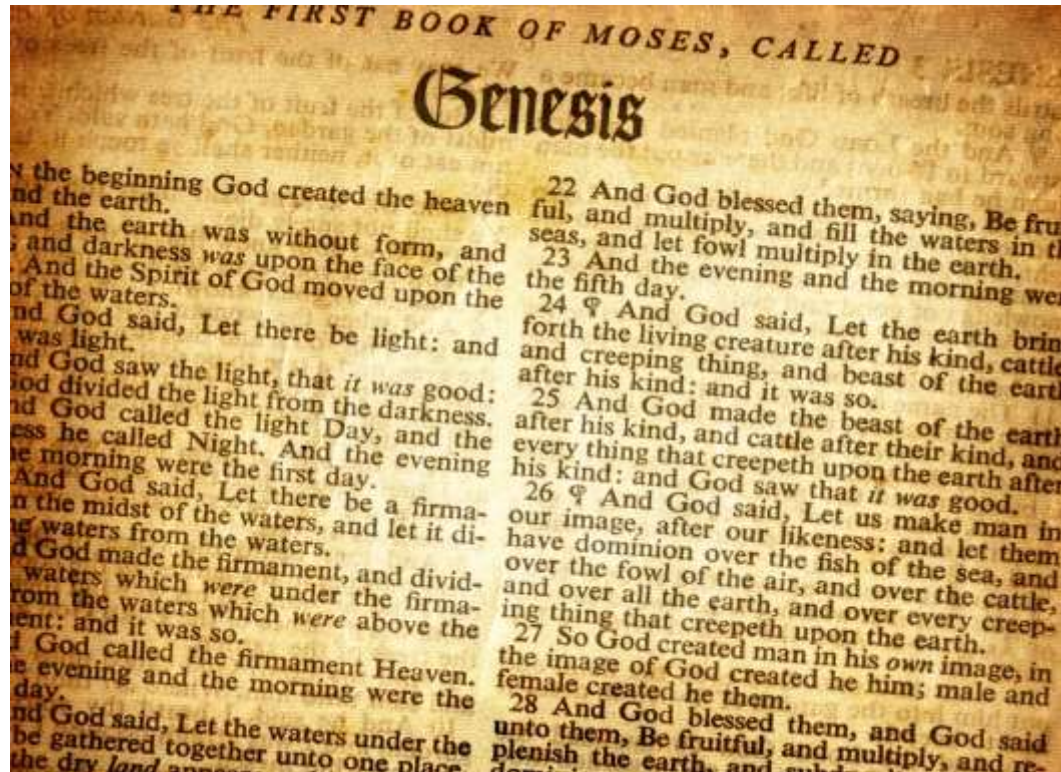 THE FIRST BOOK OF MOSES, CALLED
Genesis
the beginning God created the heaven
and the earth.
And the earth was without form, and
and darkness was upon the face of the
And the Spirit of God moved upon the
of the waters.
nd God said, Let there be light: and
was light.
nd God saw the light, that it was good:
God divided the light from the darkness.
nd God called the light Day, and the
ess he called Night. And the evening
he morning were the first day.
And God said, Let there be a firma-
n the midst of the waters, and let it di-
he waters from the waters.
d God made the firmament, and divid-
waters which were under the firma-
rom the waters which were above the
ent: and it was so.
d God called the firmament Heaven.
e evening and the morning were the
day.
nd God said, Let the waters under the
be gathered together unto one place,
the dry land
22 And God blessed them, saying, Be fru
ful, and multiply, and fill the waters in t
seas, and let fowl multiply in the earth.
23 And the evening and the morning we
the fifth day.
24 ¶ And God said, Let the earth brin
forth the living creature after his kind, cattl
and creeping thing, and beast of the eart
after his kind: and it was so.
25 And God made the beast of the earth
after his kind, and cattle after their kind, and
every thing that creepeth upon the earth after
his kind: and God saw that it was good.
26 ¶ And God said, Let us make man in
our image, after our likeness: and let them
have dominion over the fish of the sea, and
over the fowl of the air, and over the cattle,
and over all the earth, and over every creep-
ing thing that creepeth upon the earth.
27 So God created man in his own image, in
the image of God created he him; male and
female created he them.
28 And God blessed them, and God said
unto them, Be fruitful, and multiply, and re-
plenish the earth, and